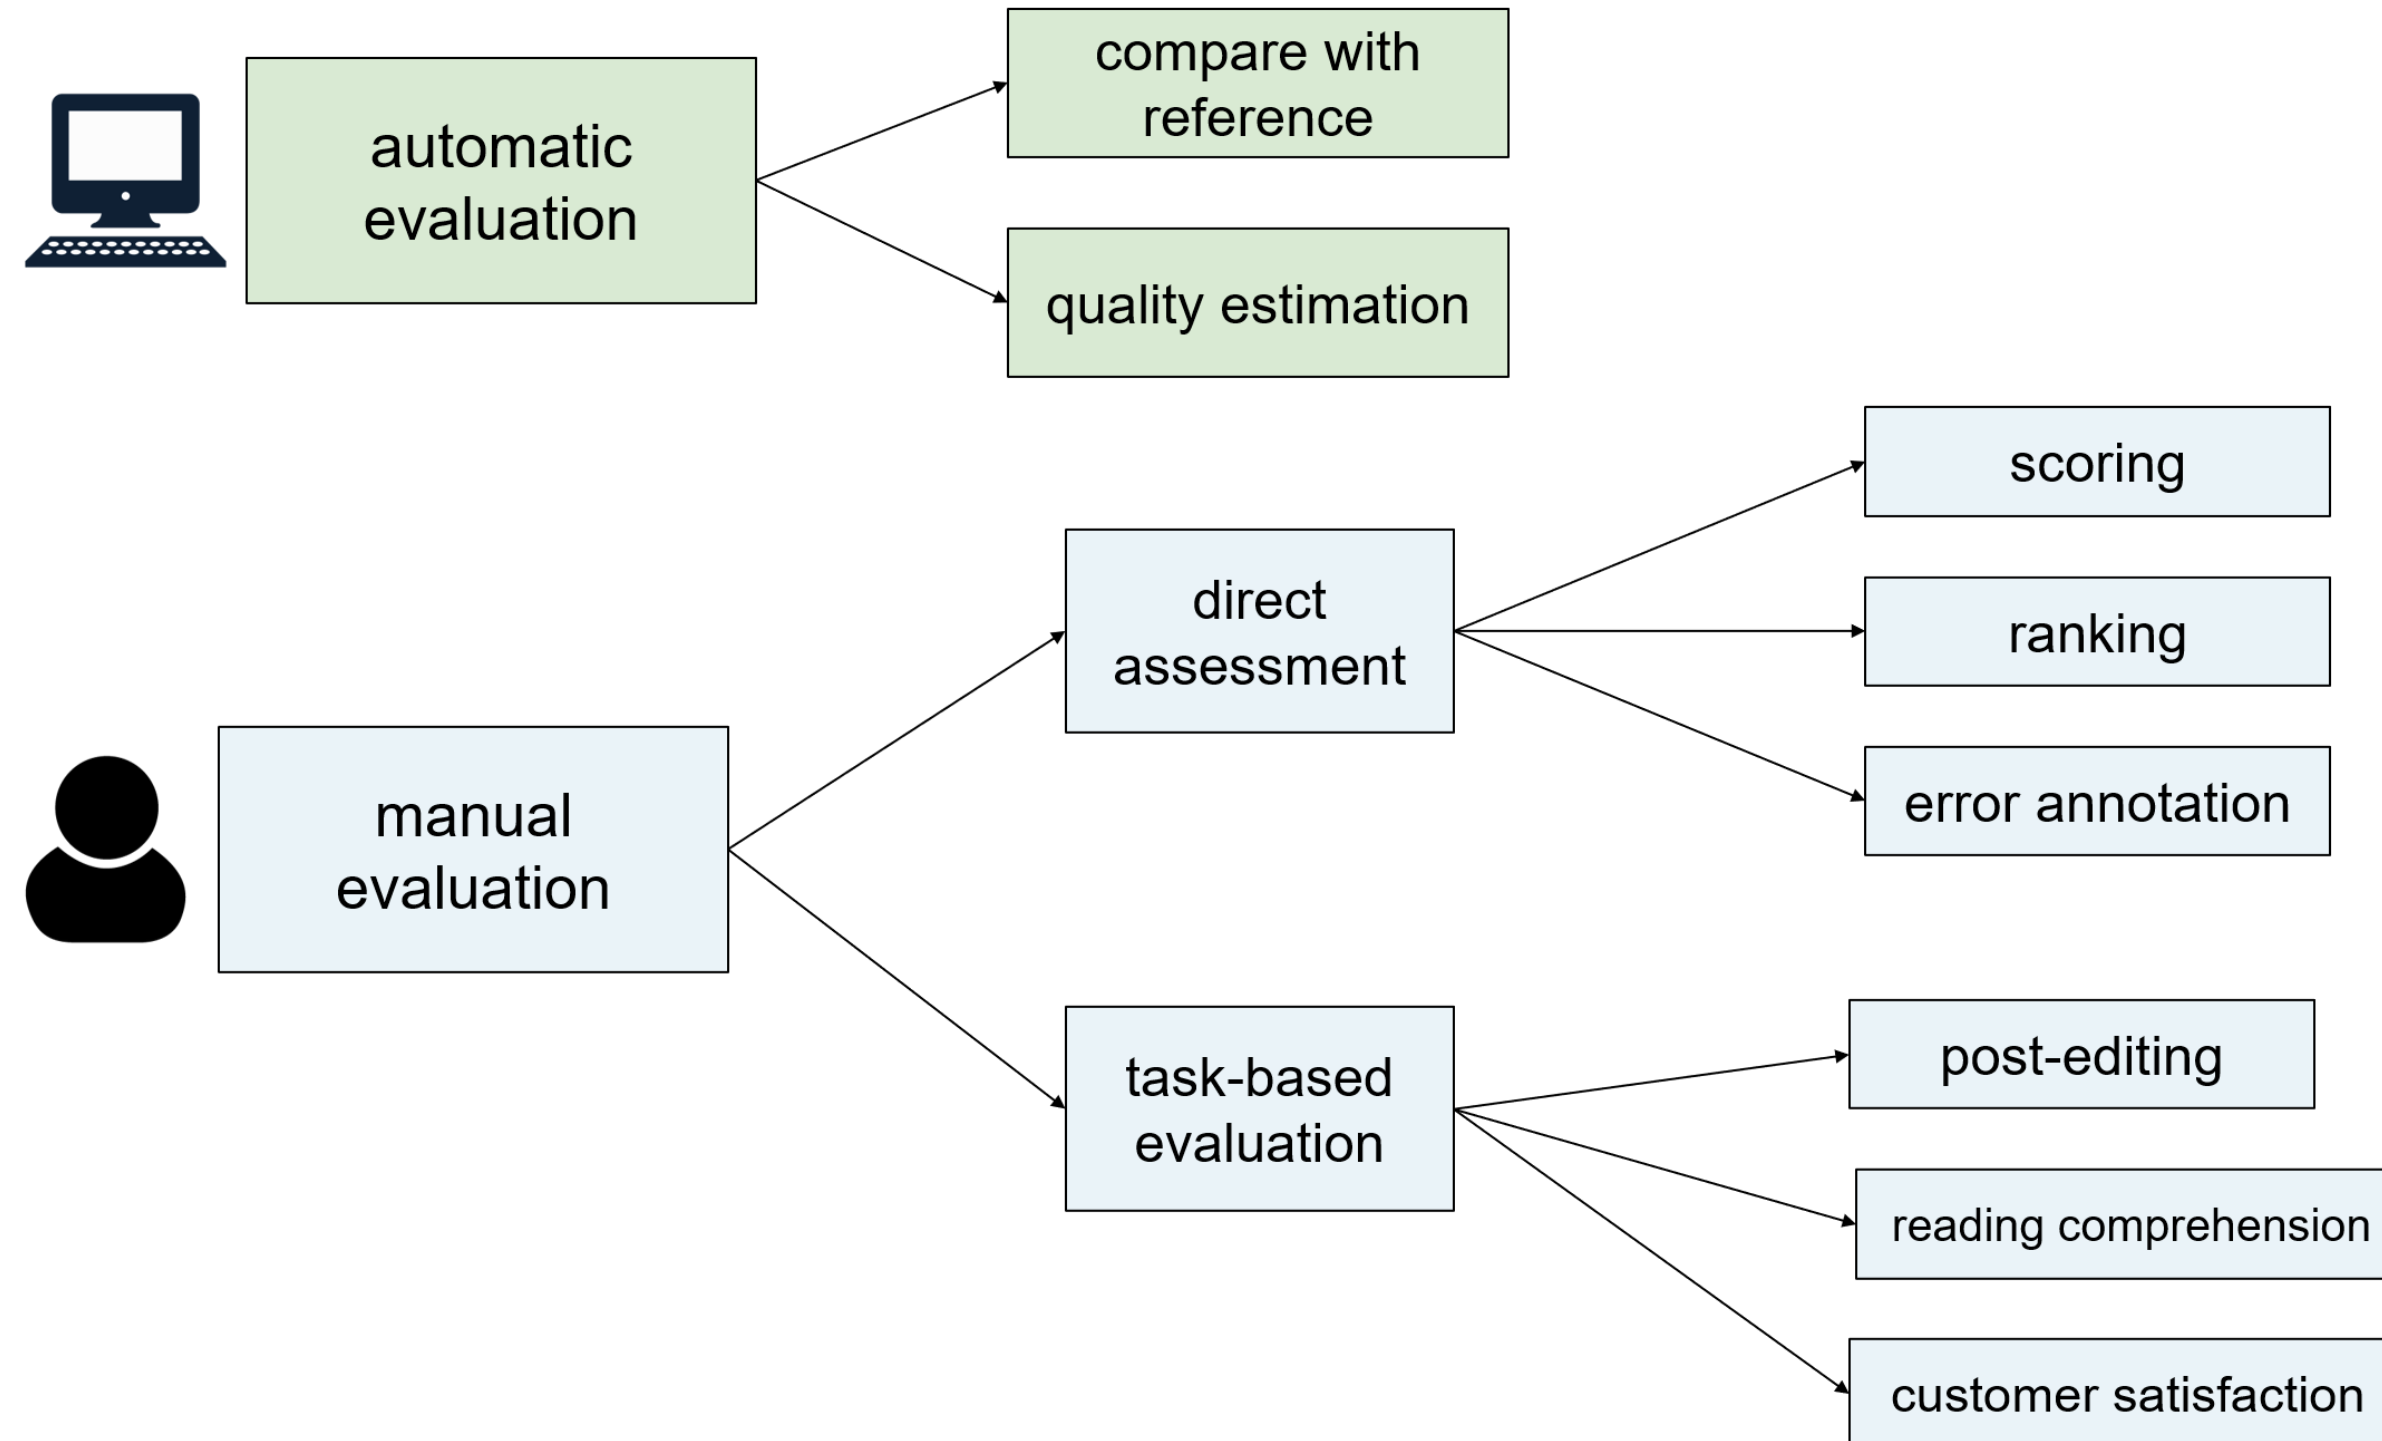 automatic
evaluation
compare with
reference
quality estimation
manual
evaluation
direct
assessment
scoring
ranking
error annotation
task-based
evaluation
post-editing
reading comprehension
customer satisfaction